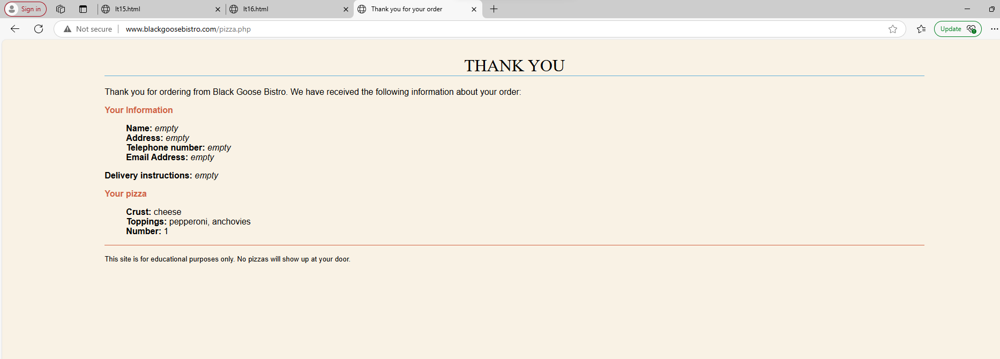 Sign in
lt15.html
lt16.html
Thank you for your order
Not secure
www.blackgoosebistro.com/pizza.php
Update
THANK YOU
Thank you for ordering from Black Goose Bistro. We have received the following information about your order:
Your Information
Name: empty
Address: empty
Telephone number: empty
Email Address: empty
Delivery instructions: empty
Your pizza
Crust: cheese
Toppings: pepperoni, anchovies
Number: 1
This site is for educational purposes only. No pizzas will show up at your door.